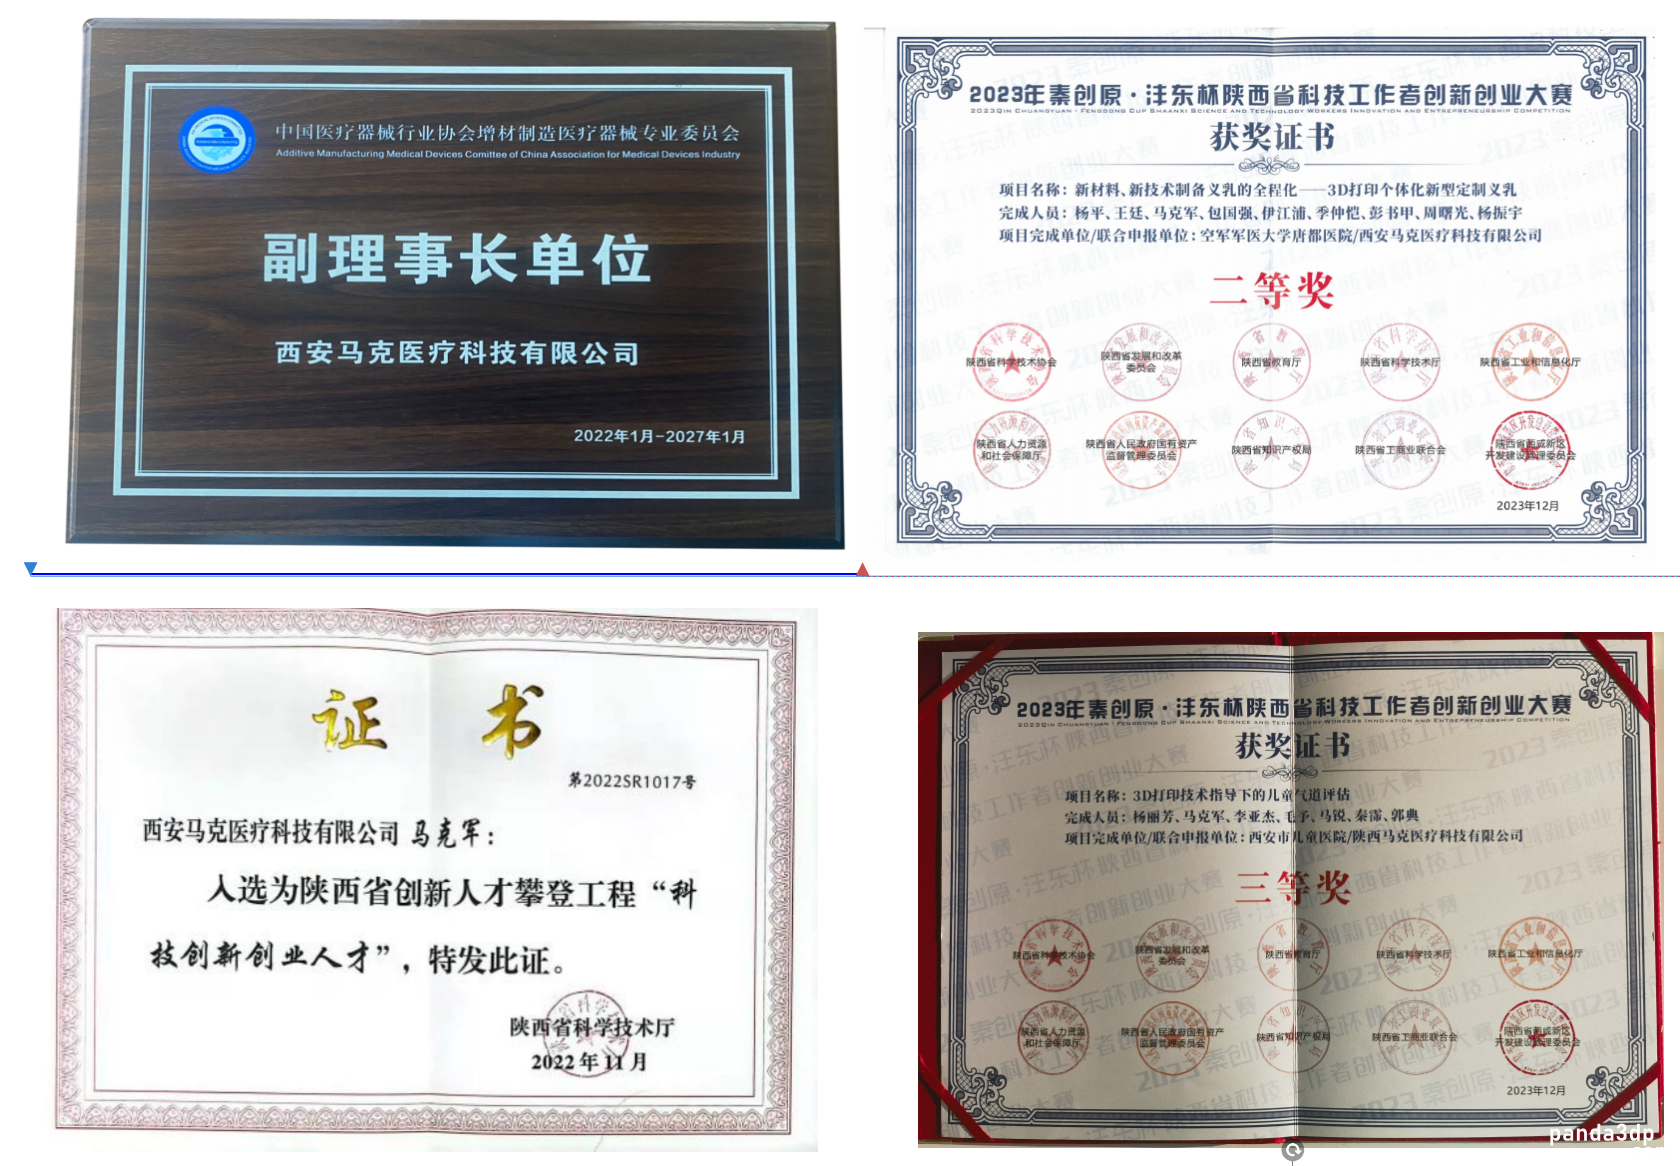 中国医疗器械行业协会增材制造医疗器械专业委员会
Additive Manufacturing Medical Devices Comittee of China Association for Medical Devices Industry
副理事长单位
西安马克医疗科技有限公司
2022年1月-2027年1月
2023年秦创原·沣东杯陕西省科技工作者创新创业大赛
2023Qin Chuangyuan · Fengdong Cup Shaanxi Science and Technology Workers Innovation and Entrepreneurship Competition
获奖证书
项目名称：新材料、新技术制备义乳的全程化——3D打印个体化新型定制义乳
完成人员：杨平、王廷、马克军、包国强、伊江浦、季仲恺、彭书甲、周曙光、杨振宇
项目完成单位/联合申报单位：空军军医大学唐都医院/西安马克医疗科技有限公司
二等奖
陕西省科学技术协会
陕西省发展和改革委员会
陕西省教育厅
陕西省科学技术厅
陕西省工业和信息化厅
陕西省人力资源和社会保障厅
陕西省人民政府国有资产监督管理委员会
陕西省知识产权局
陕西省工商业联合会
陕西省西咸新区开发建设管理委员会
2023年12月
证 书
第2022SR1017号
西安马克医疗科技有限公司 马克军：
入选为陕西省创新人才攀登工程“科
技创新创业人才”，特发此证。
陕西省科学技术厅
2022年11月
2023年秦创原·沣东杯陕西省科技工作者创新创业大赛
2023Qin Chuangyuan · Fengdong Cup Shaanxi Science and Technology Workers Innovation and Entrepreneurship Competition
获奖证书
项目名称：3D打印技术指导下的儿童气道评估
完成人员：杨丽芳、马克军、李亚杰、毛予、马锐、秦霈、郭典
项目完成单位/联合申报单位：西安市儿童医院/陕西马克医疗科技有限公司
三等奖
陕西省科学技术协会
陕西省发展和改革委员会
陕西省教育厅
陕西省科学技术厅
陕西省工业和信息化厅
陕西省人力资源和社会保障厅
陕西省人民政府国有资产监督管理委员会
陕西省知识产权局
陕西省工商业联合会
陕西省西咸新区开发建设管理委员会
2023年12月
panda3dp